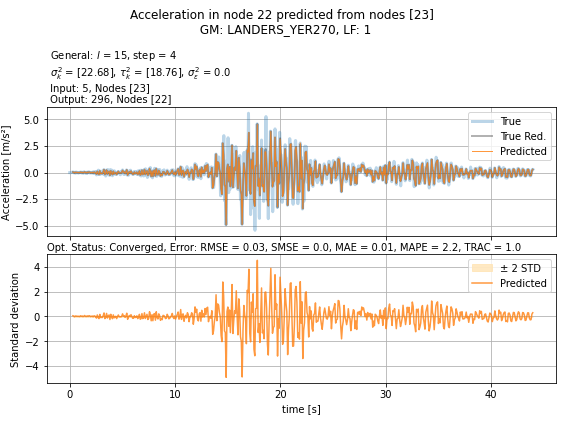 Acceleration in node 22 predicted from nodes [23]
GM: LANDERS_YER270, LF: 1
General: l = 15, step = 4
σ²ₖ = [22.68], τ²ₖ = [18.76], σ²ε = 0.0
Input: 5, Nodes [23]
Output: 296, Nodes [22]
Acceleration [m/s²]
5.0
2.5
0.0
−2.5
−5.0
True
True Red.
Predicted
Opt. Status: Converged, Error: RMSE = 0.03, SMSE = 0.0, MAE = 0.01, MAPE = 2.2, TRAC = 1.0
Standard deviation
4
2
0
−2
−4
± 2 STD
Predicted
0
10
20
30
40
time [s]